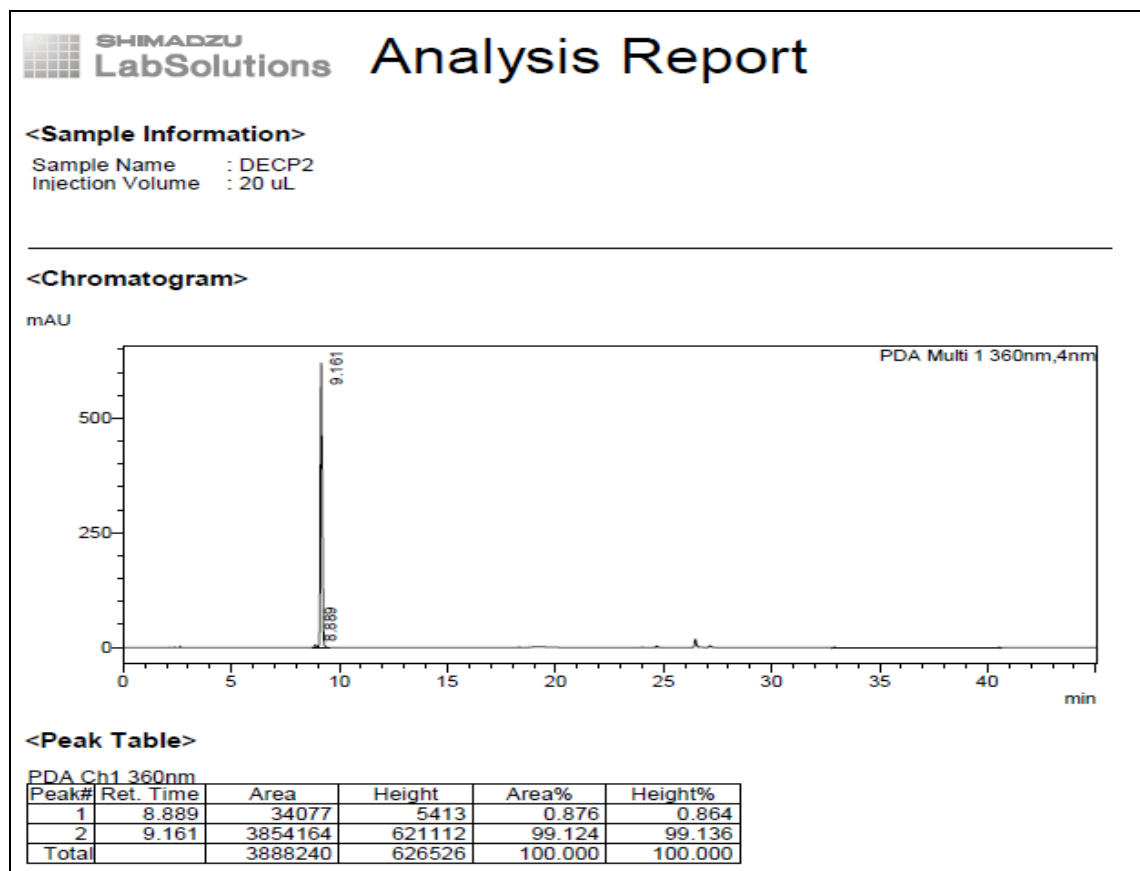 SHIMADZU
LabSolutions Analysis Report
<Sample Information>
Sample Name : DECP2
Injection Volume : 20 uL
<Chromatogram>
mAU
PDA Multi 1 360nm,4nm
9.161
500
250
8.889
0
0 5 10 15 20 25 30 35 40
min
<Peak Table>
PDA Ch1 360nm
Peak# Ret. Time Area Height Area% Height%
1 8.889 34077 5413 0.876 0.864
2 9.161 3854164 621112 99.124 99.136
Total 3888240 626526 100.000 100.000